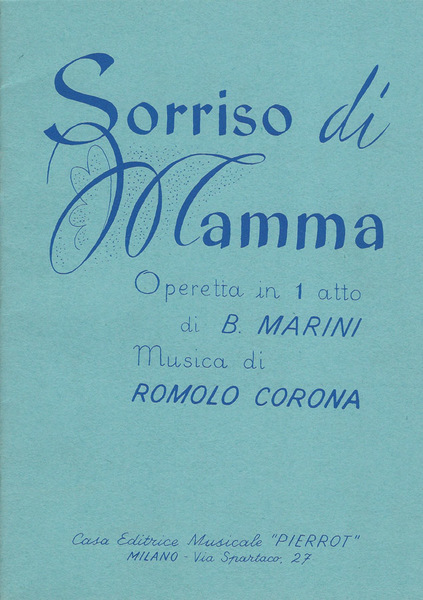 Sorriso di
Mamma
Operetta in 1 atto
di B. MARINI
Musica di
ROMOLO CORONA
Casa Editrice Musicale "PIERROT"
MILANO - Via Spartaco, 27